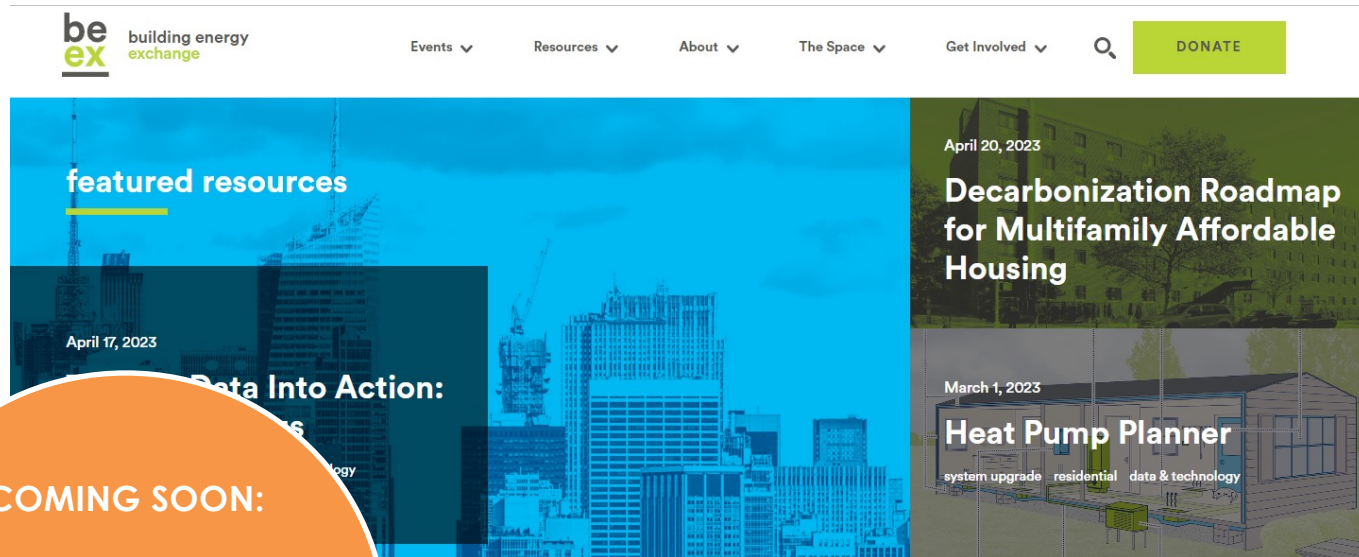 be
ex
building energy
exchange
Events
Resources
About
The Space
Get Involved
DONATE
featured resources
April 17, 2023
Data Into Action:
COMING SOON:
April 20, 2023
Decarbonization Roadmap
for Multifamily Affordable
Housing
March 1, 2023
Heat Pump Planner
system upgrade residential data & technology